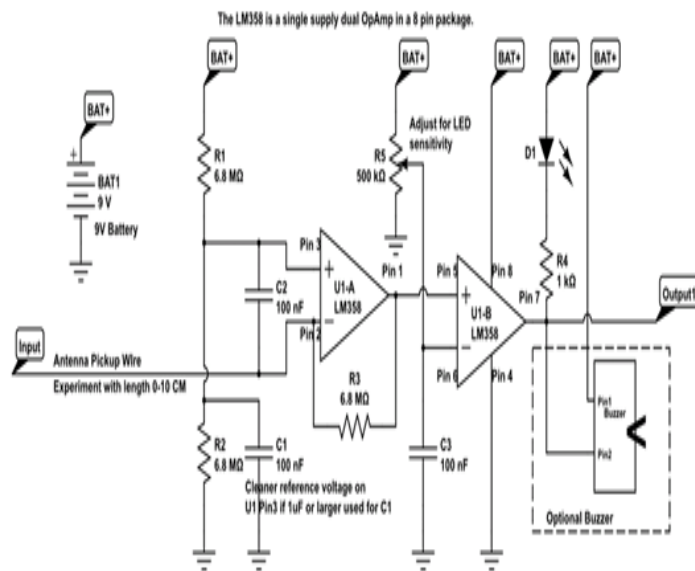 The LM358 is a single supply dual OpAmp in a 8 pin package.
BAT+
BAT+
BAT+
BAT+
BAT+
BAT+
Adjust for LED
sensitivity
R1
6.8 MΩ
R5
500 kΩ
D1
BAT1
9 V
9V Battery
Pin 3
U1-A
LM358
Pin 1
Pin 2
C2
100 nF
Pin 5
Pin 8
U1-B
LM358
Pin 7
Pin 6
Pin 4
R4
1 kΩ
Output1
Input
Antenna Pickup Wire
Experiment with length 0-10 CM
R3
6.8 MΩ
R2
6.8 MΩ
C1
100 nF
Cleaner reference voltage on
U1 Pin3 if 1uF or larger used for C1
C3
100 nF
Pin1
Buzzer
Pin2
Optional Buzzer